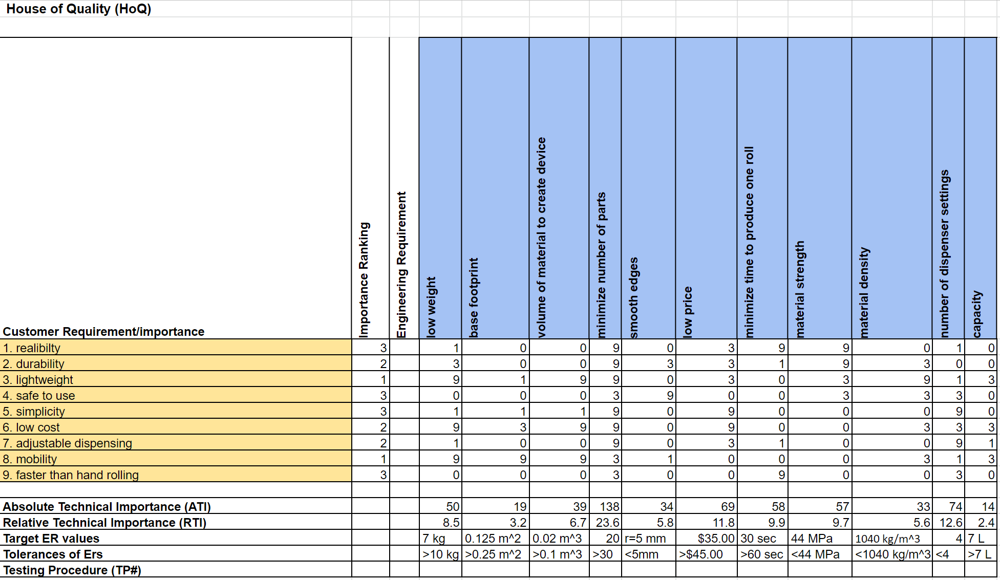 House of Quality (HoQ)
Customer Requirement/importance Importance Ranking Engineering Requirement low weight base footprint volume of material to create device minimize number of parts smooth edges low price minimize time to produce one roll material strength material density number of dispenser settings capacity
1. realibilty 3 1 0 0 9 0 3 9 9 0 1 0
2. durability 2 3 0 0 9 3 3 1 9 3 0 0
3. lightweight 1 9 1 9 9 0 3 0 3 9 1 3
4. safe to use 3 0 0 0 3 9 0 0 3 3 3 0
5. simplicity 3 1 1 1 9 0 9 0 0 0 9 0
6. low cost 2 9 3 9 9 0 9 0 0 3 3 3
7. adjustable dispensing 2 1 0 0 9 0 3 1 0 0 9 1
8. mobility 1 9 9 9 3 1 0 0 0 3 1 3
9. faster than hand rolling 3 0 0 0 3 0 0 9 0 0 3 0
Absolute Technical Importance (ATI) 50 19 39 138 34 69 58 57 33 74 14
Relative Technical Importance (RTI) 8.5 3.2 6.7 23.6 5.8 11.8 9.9 9.7 5.6 12.6 2.4
Target ER values 7 kg 0.125 m^2 0.02 m^3 20 r=5 mm $35.00 30 sec 44 MPa 1040 kg/m^3 4 7 L
Tolerances of Ers >10 kg >0.25 m^2 >0.1 m^3 >30 <5mm >$45.00 >60 sec <44 MPa <1040 kg/m^3 <4 >7 L
Testing Procedure (TP#)